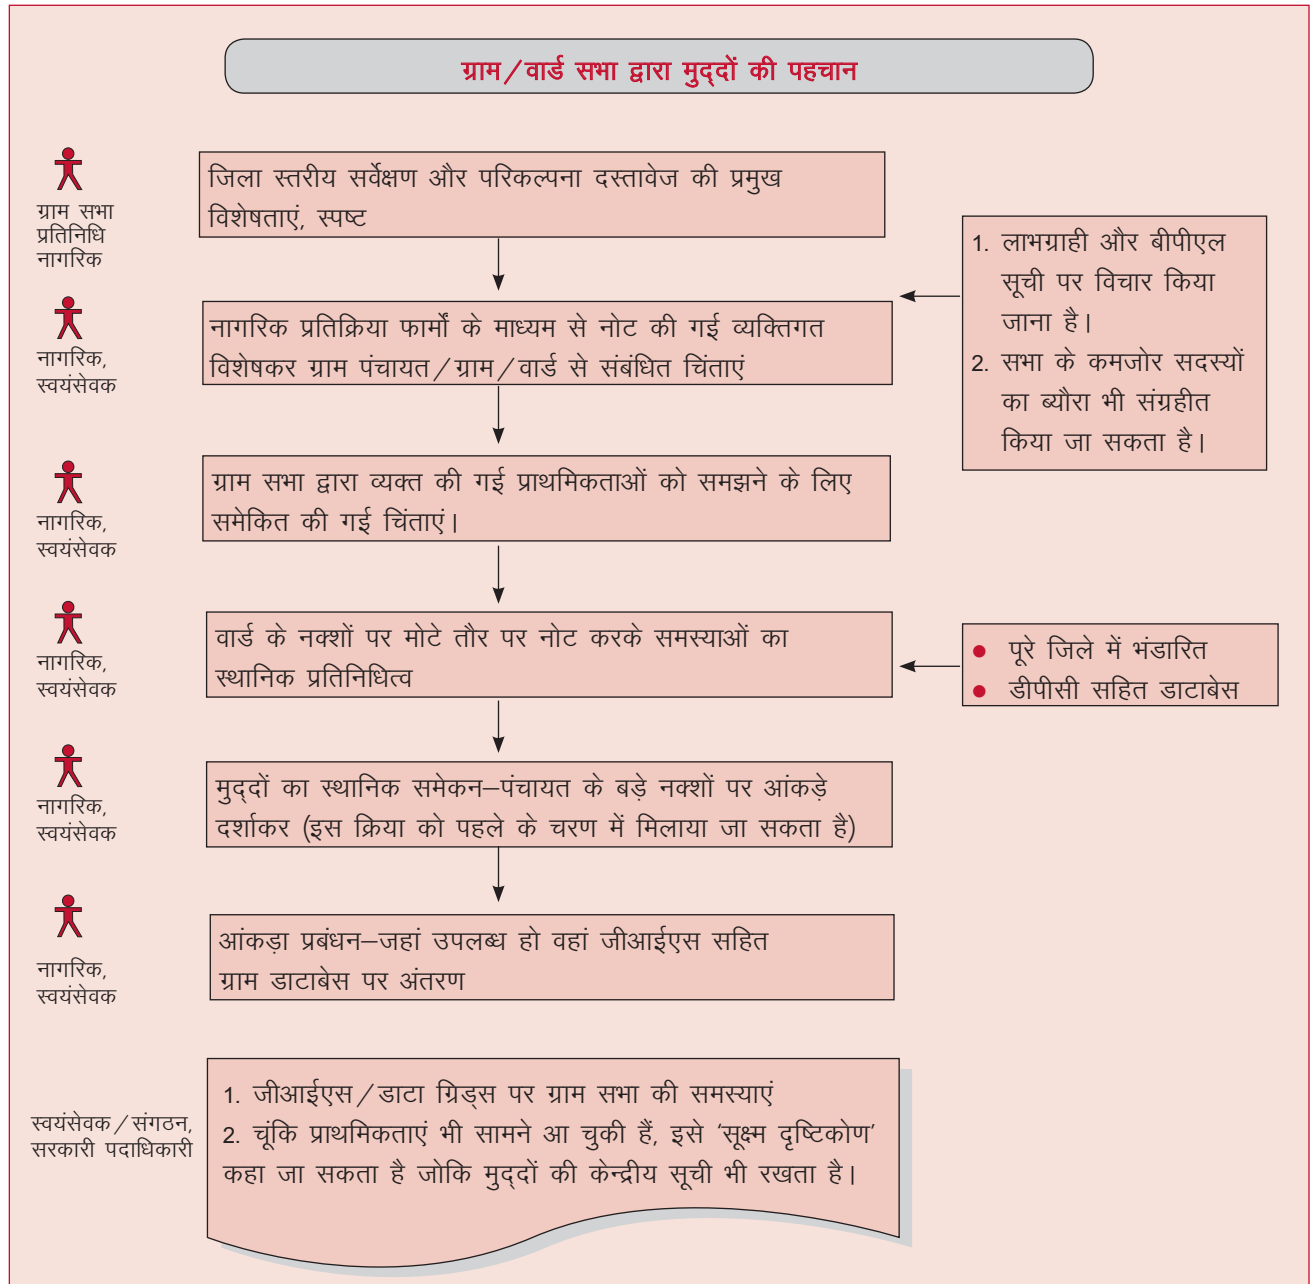 ग्राम/वार्ड सभा द्वारा मुद्दों की पहचान
ग्राम सभा
प्रतिनिधि
नागरिक
जिला स्तरीय सर्वेक्षण और परिकल्पना दस्तावेज की प्रमुख
विशेषताएं, स्पष्ट
1. लाभग्राही और बीपीएल
सूची पर विचार किया
जाना है।
2. सभा के कमजोर सदस्यों
का ब्यौरा भी संग्रहीत
किया जा सकता है।
नागरिक,
स्वयंसेवक
नागरिक प्रतिक्रिया फार्मों के माध्यम से नोट की गई व्यक्तिगत
विशेषकर ग्राम पंचायत/ग्राम/वार्ड से संबंधित चिंताएं
नागरिक,
स्वयंसेवक
ग्राम सभा द्वारा व्यक्त की गई प्राथमिकताओं को समझने के लिए
समेकित की गई चिंताएं।
नागरिक,
स्वयंसेवक
वार्ड के नक्शों पर मोटे तौर पर नोट करके समस्याओं का
स्थानिक प्रतिनिधित्व
● पूरे जिले में भंडारित
● डीपीसी सहित डाटाबेस
नागरिक,
स्वयंसेवक
मुद्दों का स्थानिक समेकन–पंचायत के बड़े नक्शों पर आंकड़े
दर्शाकर (इस क्रिया को पहले के चरण में मिलाया जा सकता है)
नागरिक,
स्वयंसेवक
आंकड़ा प्रबंधन–जहां उपलब्ध हो वहां जीआईएस सहित
ग्राम डाटाबेस पर अंतरण
स्वयंसेवक/संगठन,
सरकारी पदाधिकारी
1. जीआईएस/डाटा ग्रिड्स पर ग्राम सभा की समस्याएं
2. चूंकि प्राथमिकताएं भी सामने आ चुकी हैं, इसे 'सूक्ष्म दृष्टिकोण'
कहा जा सकता है जोकि मुद्दों की केन्द्रीय सूची भी रखता है।